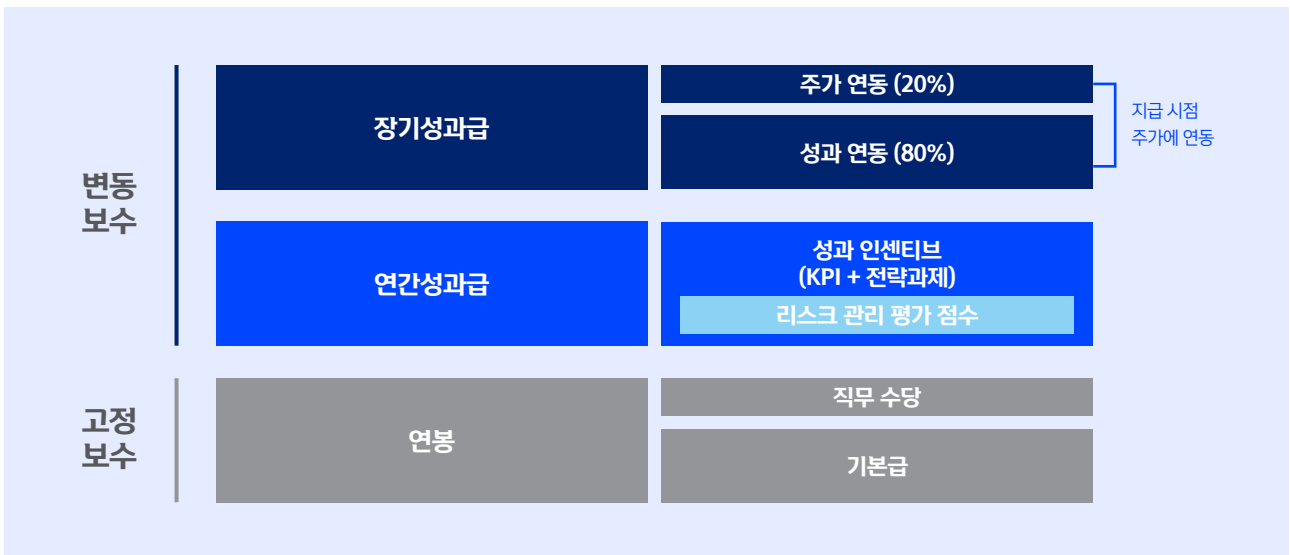 변동
보수
장기성과급
주가 연동 (20%)
성과 연동 (80%)
지급 시점
주가에 연동
연간성과급
성과 인센티브
(KPI + 전략과제)
리스크 관리 평가 점수
고정
보수
연봉
직무 수당
기본급